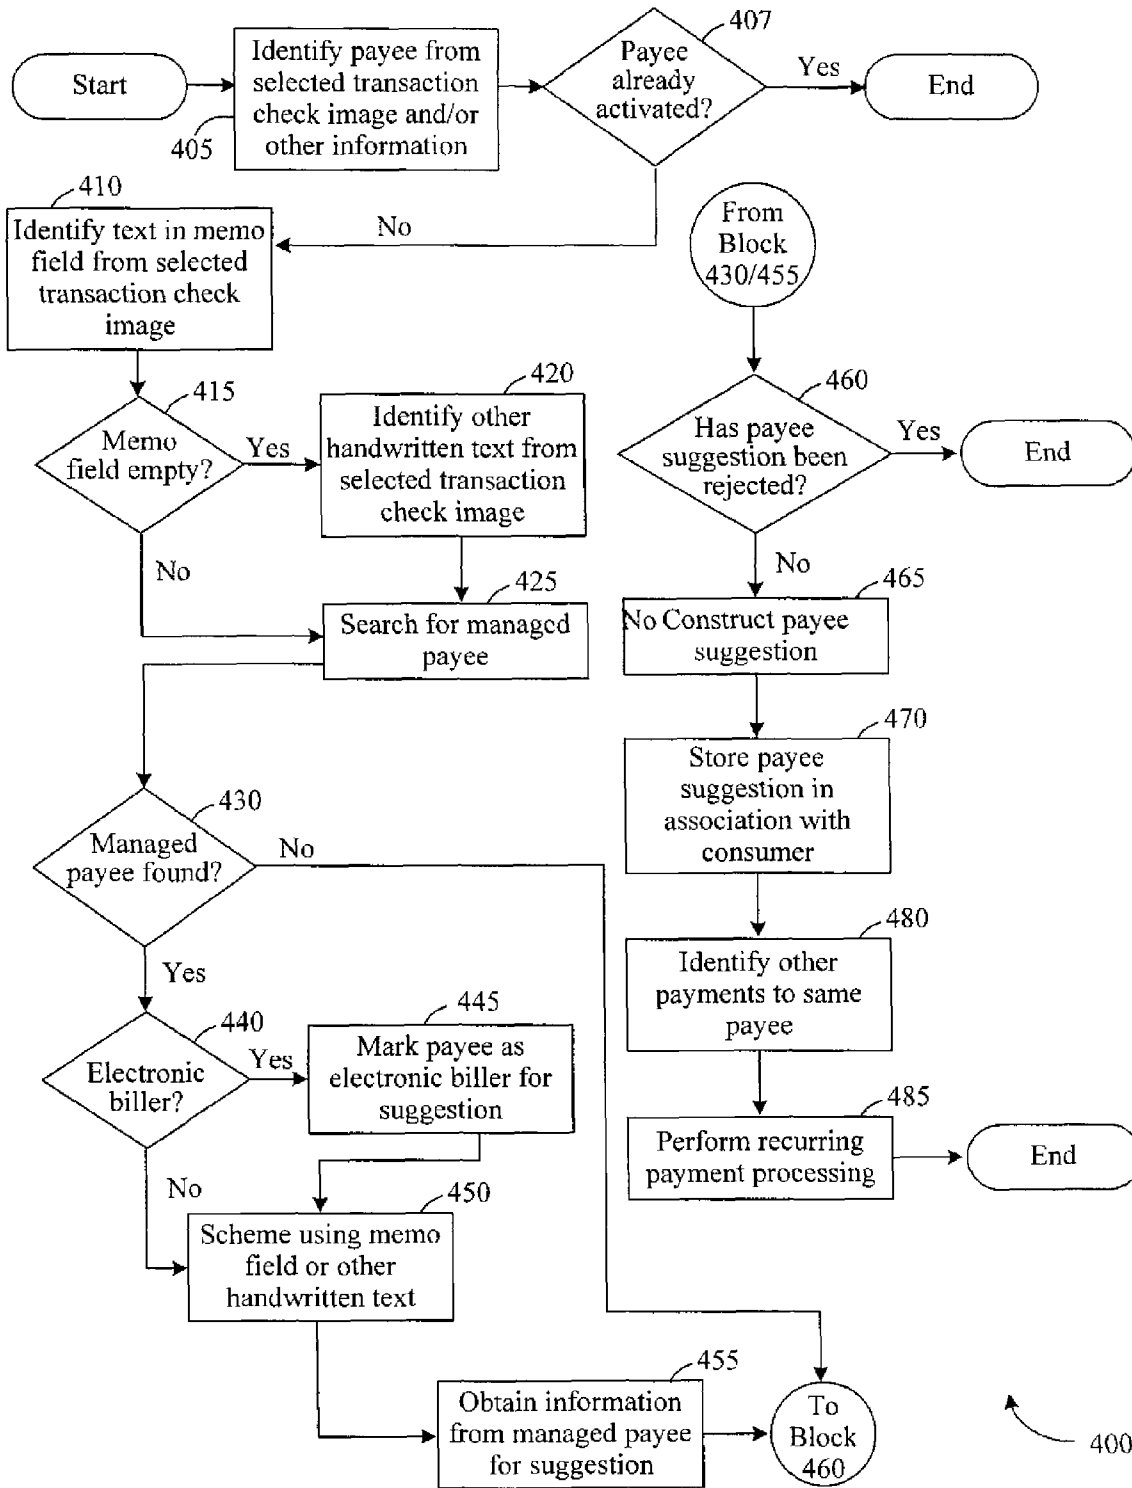 Start
Identify payee from
selected transaction
check image and/or
other information
405
Payee
already
activated?
407
Yes
End
No
410
Identify text in memo
field from selected
transaction check
image
415
Memo
field empty?
Yes
No
420
Identify other
handwritten text from
selected transaction
check image
425
Search for managed
payee
430
Managed
payee found?
No
Yes
440
Electronic
biller?
Yes
No
445
Mark payee as
electronic biller for
suggestion
450
Scheme using memo
field or other
handwritten text
455
Obtain information
from managed payee
for suggestion
To
Block
460
From
Block
430/455
460
Has payee
suggestion been
rejected?
Yes
End
No
465
No Construct payee
suggestion
470
Store payee
suggestion in
association with
consumer
480
Identify other
payments to same
payee
485
Perform recurring
payment processing
End
400